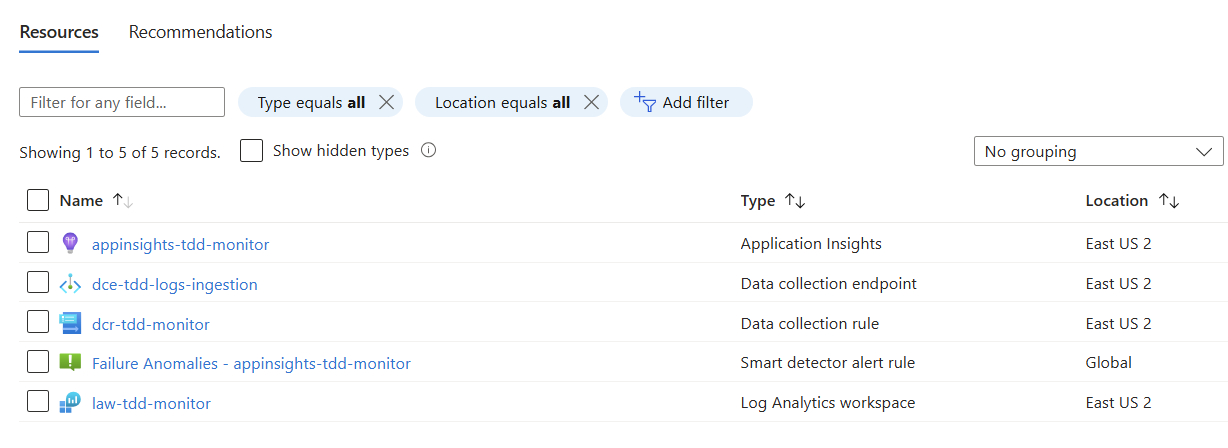 Resources Recommendations
Filter for any field... Type equals all Location equals all Add filter
Showing 1 to 5 of 5 records. Show hidden types No grouping
Name Type Location
appinsights-tdd-monitor Application Insights East US 2
dce-tdd-logs-ingestion Data collection endpoint East US 2
dcr-tdd-monitor Data collection rule East US 2
Failure Anomalies - appinsights-tdd-monitor Smart detector alert rule Global
law-tdd-monitor Log Analytics workspace East US 2